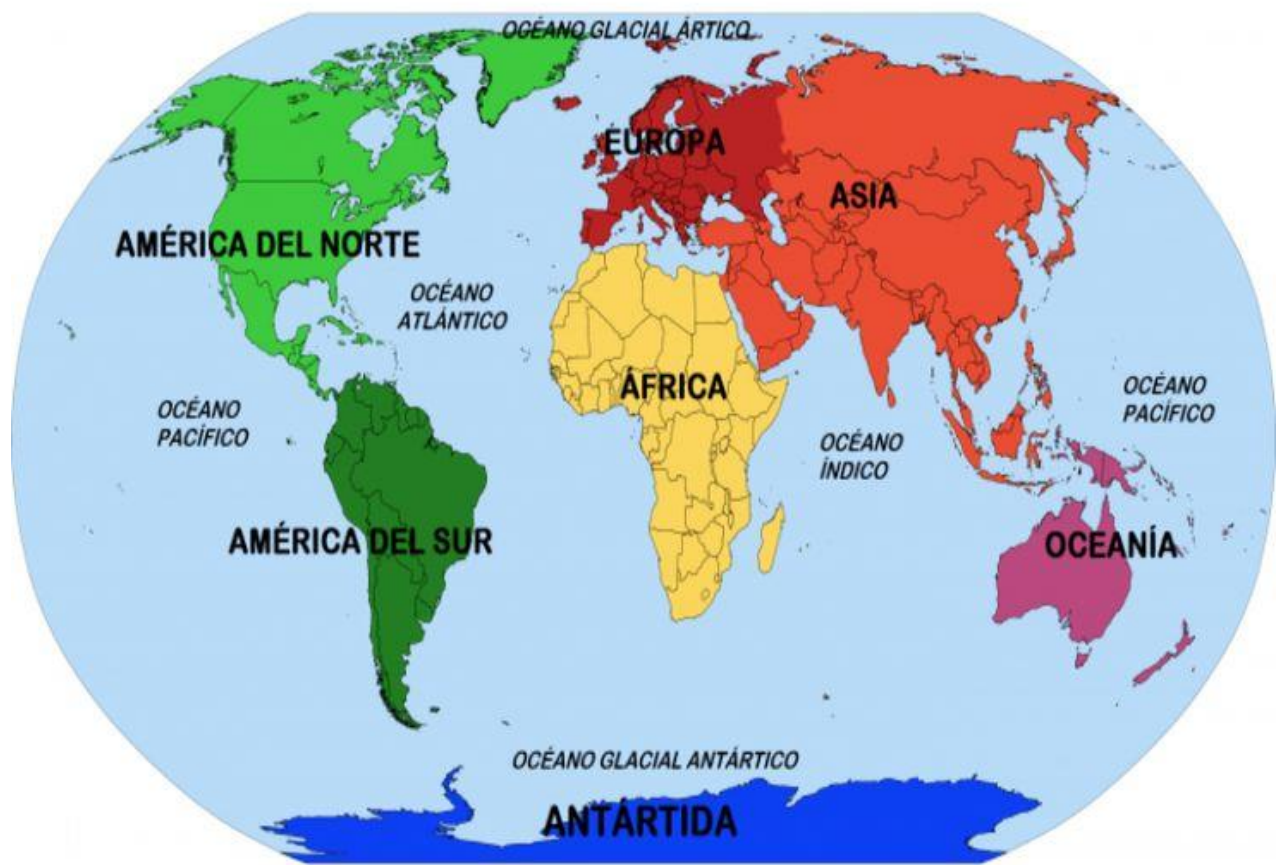 OCÉANO GLACIAL ÁRTICO
EUROPA
ASIA
AMÉRICA DEL NORTE
OCÉANO
ATLÁNTICO
ÁFRICA
OCÉANO
PACÍFICO
OCÉANO
PACÍFICO
OCÉANO
ÍNDICO
AMÉRICA DEL SUR
OCEANÍA
OCÉANO GLACIAL ANTÁRTICO
ANTÁRTIDA